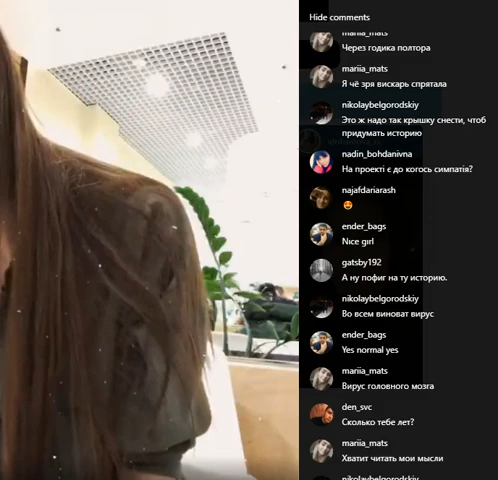 Hide comments
mariia_mats
Через годика полтора
mariia_mats
Я чё зря вискарь спрятала
nikolaybelgorodskiy
Это ж надо так крышку снести, чтоб
придумать историю
nadin_bohdanivna
На проекті є до когось симпатія?
najafdariarash
ender_bags
Nice girl
gatsby192
А ну пофиг на ту историю.
nikolaybelgorodskiy
Во всем виноват вирус
ender_bags
Yes normal yes
mariia_mats
Вирус головного мозга
den_svc
Сколько тебе лет?
mariia_mats
Хватит читать мои мысли
nikolaybelgorodskiy